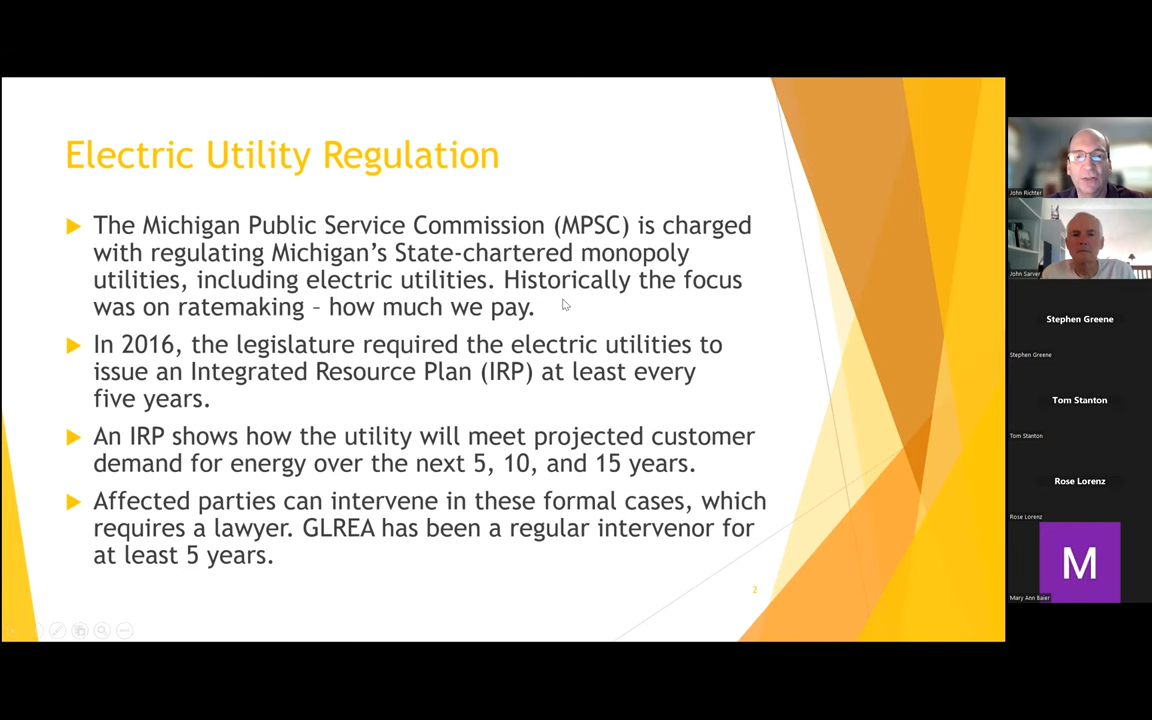 Electric Utility Regulation
The Michigan Public Service Commission (MPSC) is charged
with regulating Michigan’s State-chartered monopoly
utilities, including electric utilities. Historically the focus
was on ratemaking – how much we pay.
In 2016, the legislature required the electric utilities to
issue an Integrated Resource Plan (IRP) at least every
five years.
An IRP shows how the utility will meet projected customer
demand for energy over the next 5, 10, and 15 years.
Affected parties can intervene in these formal cases, which
requires a lawyer. GLREA has been a regular intervenor for
at least 5 years.
2
John Richter
John Sarver
Stephen Greene
Stephen Greene
Tom Stanton
Tom Stanton
Rose Lorenz
Rose Lorenz
M
Mary Ann Baier